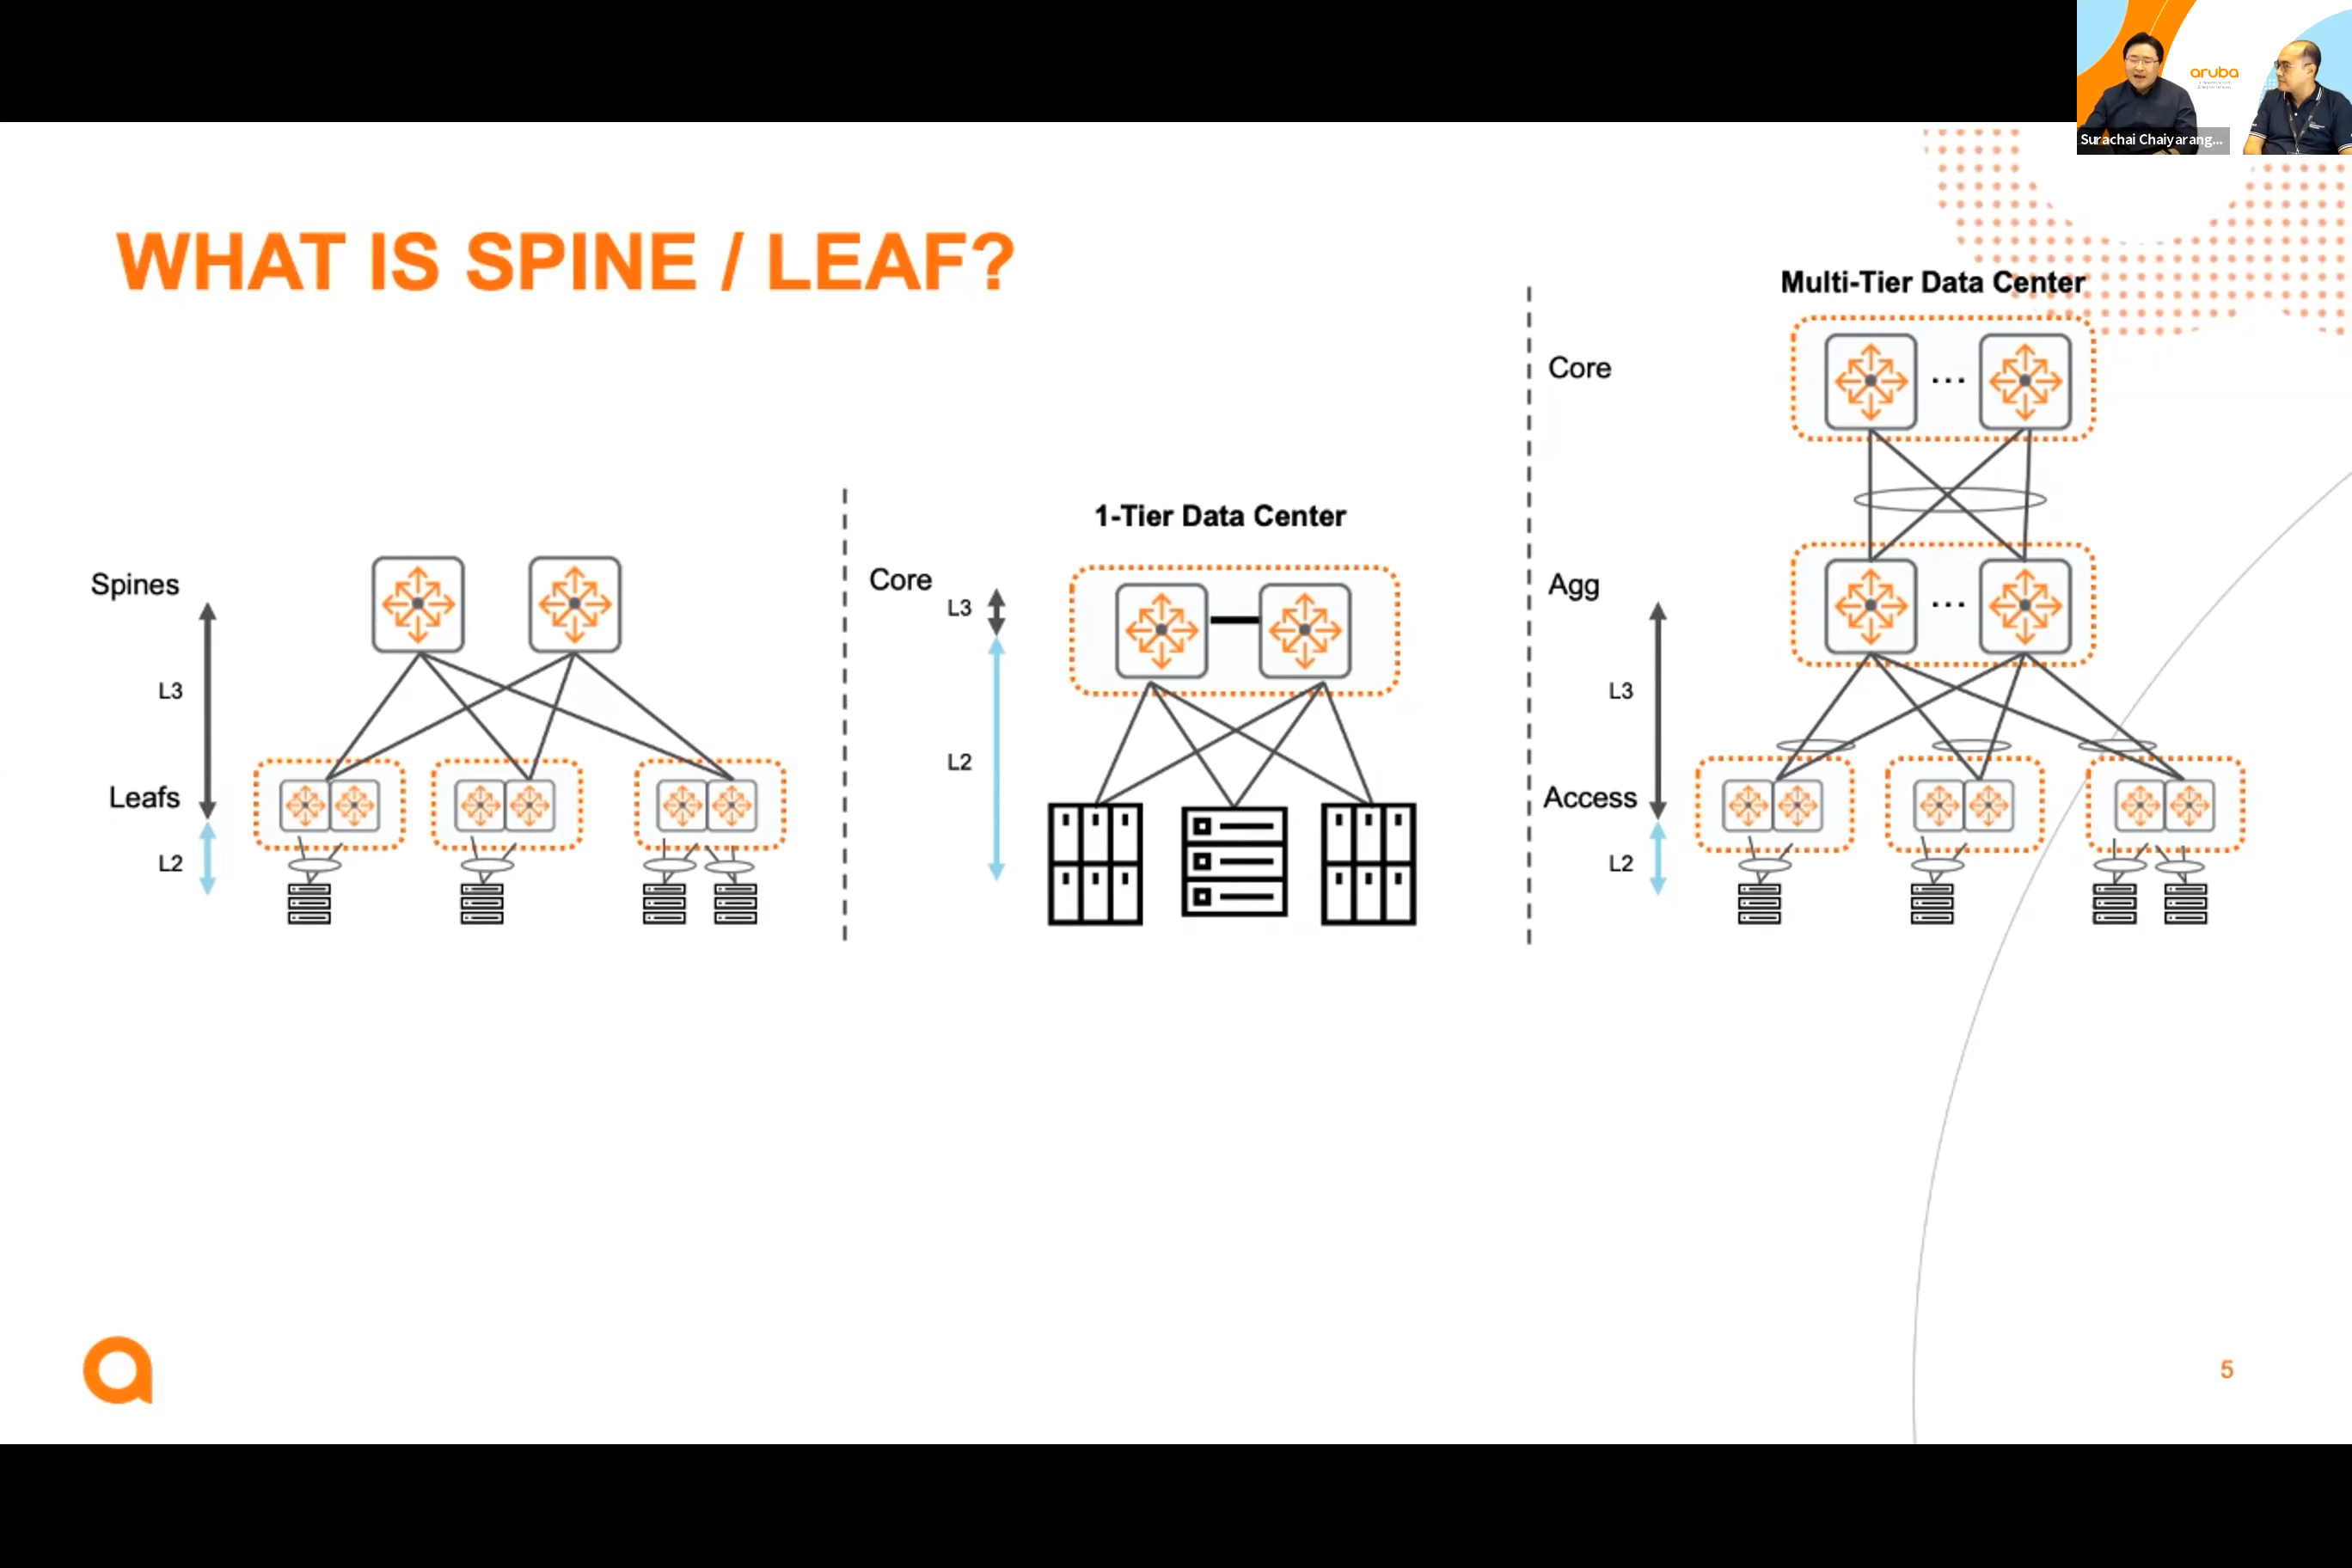 aruba
Surachai Chaiyarang...
WHAT IS SPINE / LEAF?
Spines
L3
Leafs
L2
1-Tier Data Center
Core
L3
L2
Multi-Tier Data Center
Core
...
Agg
...
L3
Access
L2
5